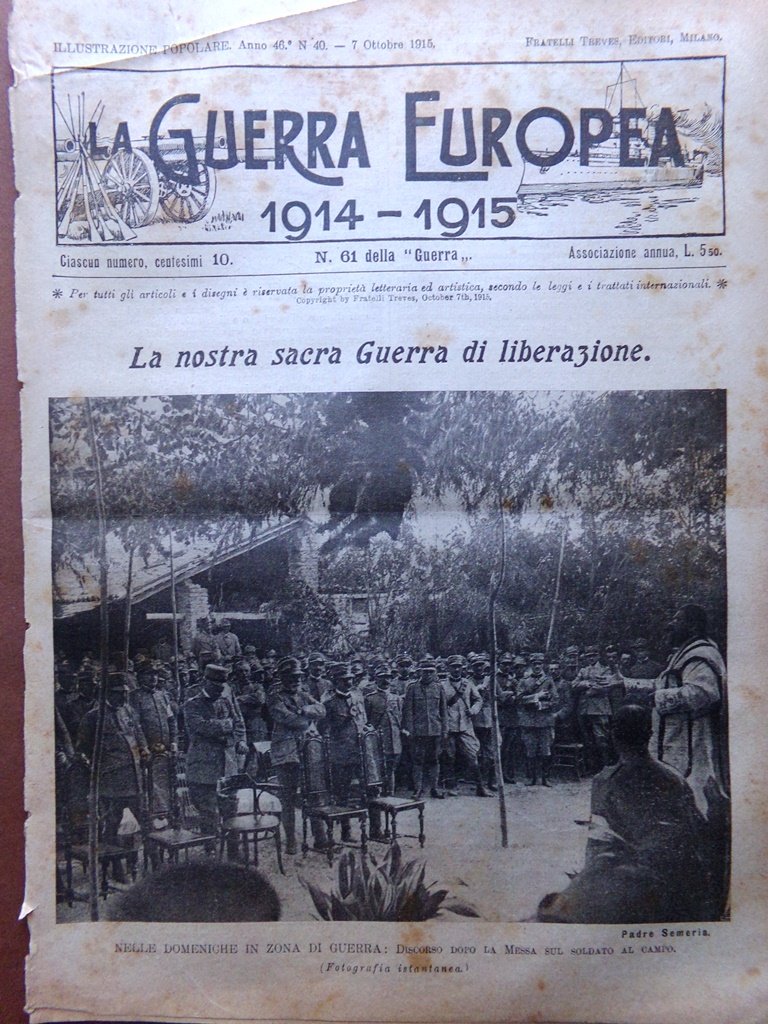 ILLUSTRAZIONE POPOLARE. Anno 46.º N 40. — 7 Ottobre 1915. FRATELLI TREVES, EDITORI, MILANO.
LA GUERRA EUROPEA
1914-1915
Ciascun numero, centesimi 10. N. 61 della "Guerra„. Associazione annua, L. 5 50.
* Per tutti gli articoli e i disegni è riservata la proprietà letteraria ed artistica, secondo le leggi e i trattati internazionali. *
Copyright by Fratelli Treves, October 7th, 1915.
La nostra sacra Guerra di liberazione.
Padre Semeria.
NELLE DOMENICHE IN ZONA DI GUERRA: DISCORSO DOPO LA MESSA SUL SOLDATO AL CAMPO.
(Fotografia istantanea.)